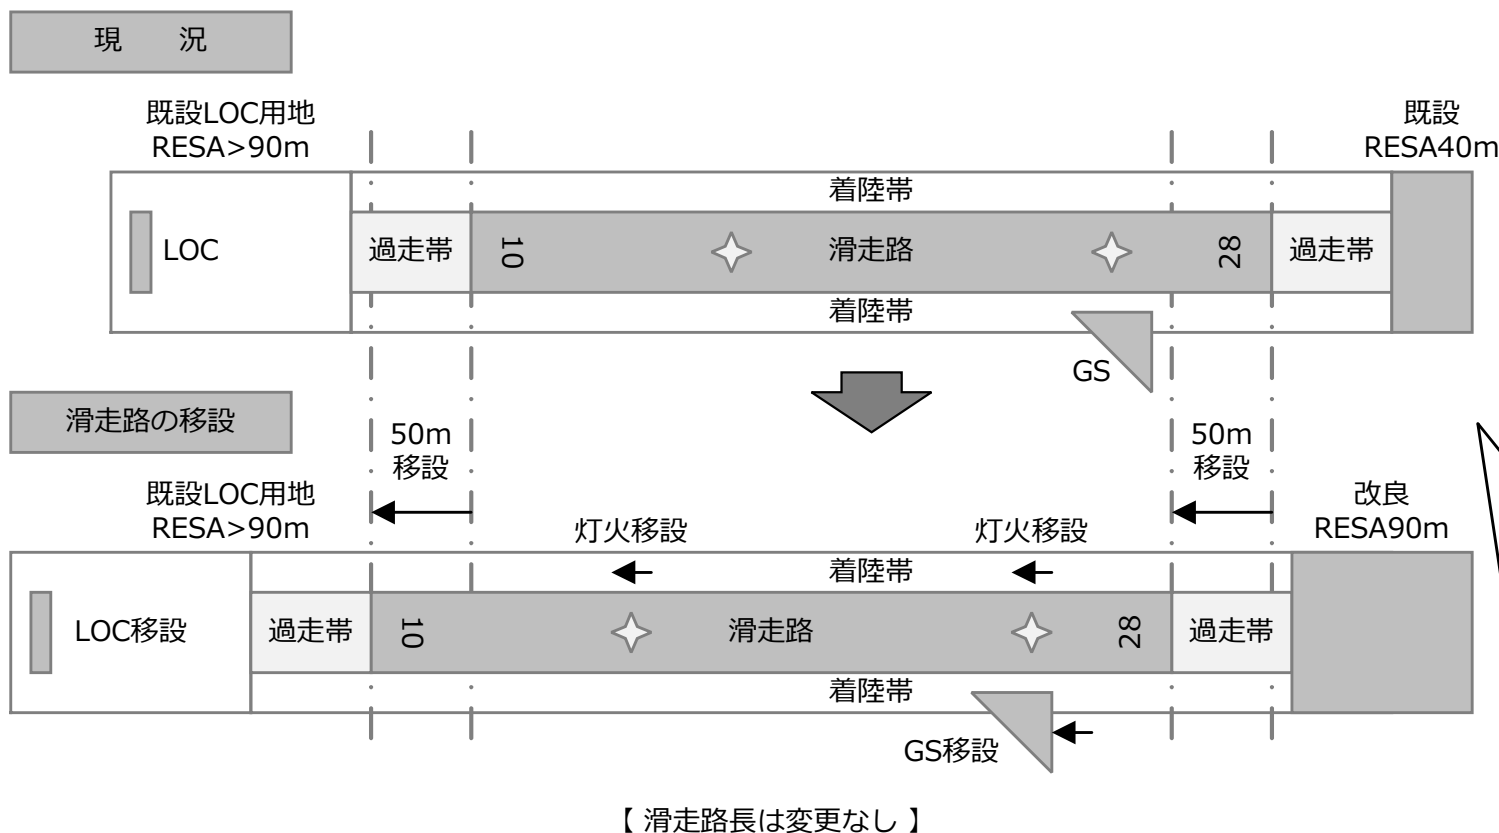 現　況
既設LOC用地
RESA>90m
既設
RESA40m
着陸帯
LOC
過走帯
10
滑走路
28
過走帯
着陸帯
GS
滑走路の移設
50m
移設
50m
移設
既設LOC用地
RESA>90m
灯火移設
灯火移設
改良
RESA90m
着陸帯
LOC移設
過走帯
10
滑走路
28
過走帯
着陸帯
GS移設
【 滑走路長は変更なし 】